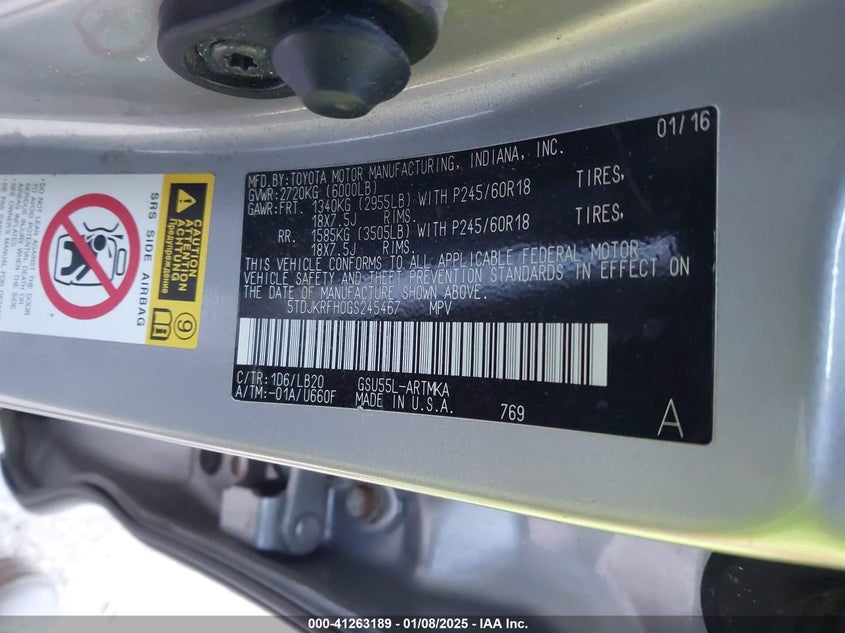 01/16
MFD.BY:TOYOTA MOTOR MANUFACTURING, INDIANA, INC.
GVWR:2720KG (6000LB)
GAWR:FRT. 1340KG (2955LB) WITH P245/60R18 TIRES,
18X7.5J RIMS.
RR. 1585KG (3505LB) WITH P245/60R18 TIRES,
18X7.5J RIMS.
THIS VEHICLE CONFORMS TO ALL APPLICABLE FEDERAL MOTOR
VEHICLE SAFETY AND THEFT PREVENTION STANDARDS IN EFFECT ON
THE DATE OF MANUFACTURE SHOWN ABOVE.
5TDJKRFH0GS245467 MPV
C/TR:1D6/LB20 GSU55L-ARTMKA
A/TM:-01A/U660F MADE IN U.S.A. 769
A
CAUTION
ATTENTION
ACHTUNG
Предупреждение
9
SRS SIDE AIRBAG
000-41263189 - 01/08/2025 - IAA Inc.